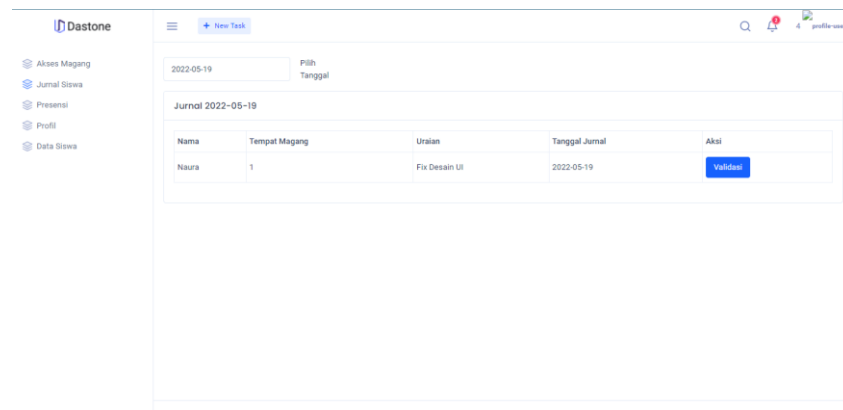 Dastone
+ New Task
4
profile-use
Akses Magang
Jurnal Siswa
Presensi
Profil
Data Siswa
2022-05-19
Pilih
Tanggal
Jurnal 2022-05-19
Nama Tempat Magang Uraian Tanggal Jurnal Aksi
Naura 1 Fix Desain UI 2022-05-19 Validasi